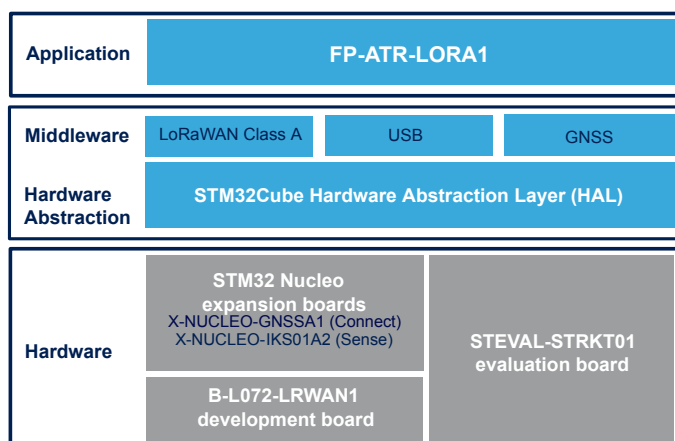 Application
FP-ATR-LORA1
Middleware
LoRaWAN Class A
USB
GNSS
Hardware
Abstraction
STM32Cube Hardware Abstraction Layer (HAL)
Hardware
STM32 Nucleo
expansion boards
X-NUCLEO-GNSSA1 (Connect)
X-NUCLEO-IKS01A2 (Sense)
B-L072-LRWAN1
development board
STEVAL-STRKT01
evaluation board